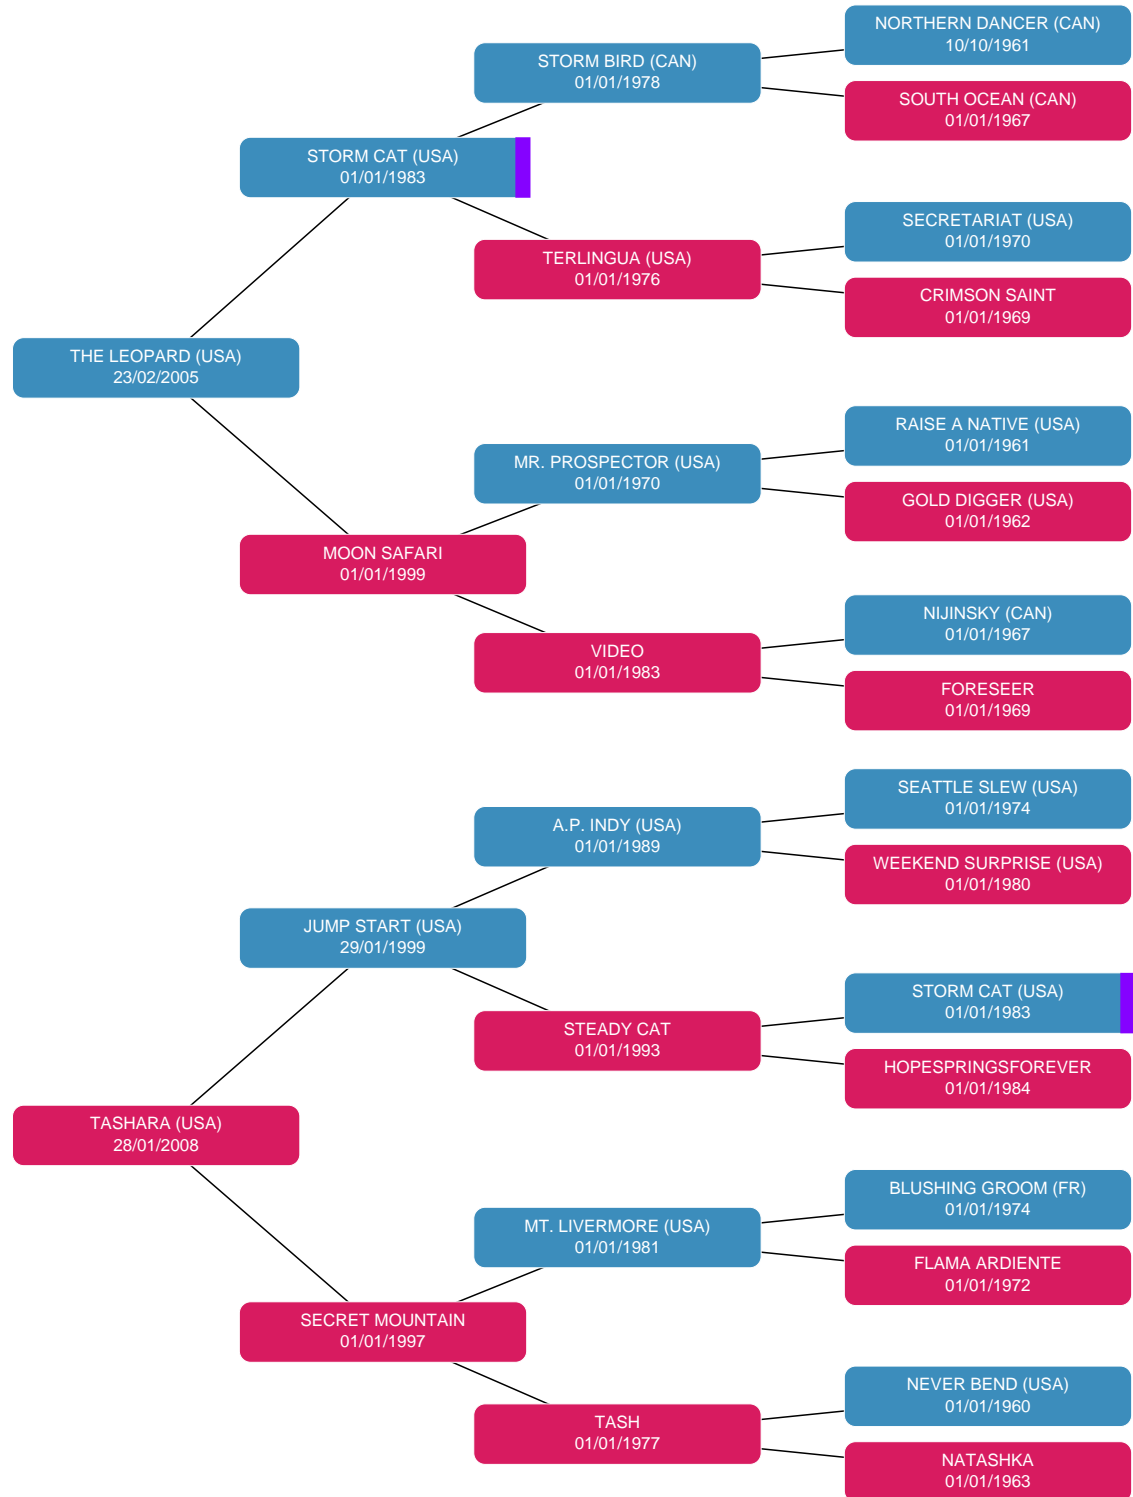 NORTHERN DANCER (CAN)
10/10/1961
STORM BIRD (CAN)
01/01/1978
SOUTH OCEAN (CAN)
01/01/1967
STORM CAT (USA)
01/01/1983
SECRETARIAT (USA)
01/01/1970
TERLINGUA (USA)
01/01/1976
CRIMSON SAINT
01/01/1969
THE LEOPARD (USA)
23/02/2005
RAISE A NATIVE (USA)
01/01/1961
MR. PROSPECTOR (USA)
01/01/1970
GOLD DIGGER (USA)
01/01/1962
MOON SAFARI
01/01/1999
NIJINSKY (CAN)
01/01/1967
VIDEO
01/01/1983
FORESEER
01/01/1969
SEATTLE SLEW (USA)
01/01/1974
A.P. INDY (USA)
01/01/1989
WEEKEND SURPRISE (USA)
01/01/1980
JUMP START (USA)
29/01/1999
STORM CAT (USA)
01/01/1983
STEADY CAT
01/01/1993
HOPESPRINGSFOREVER
01/01/1984
TASHARA (USA)
28/01/2008
BLUSHING GROOM (FR)
01/01/1974
MT. LIVERMORE (USA)
01/01/1981
FLAMA ARDIENTE
01/01/1972
SECRET MOUNTAIN
01/01/1997
NEVER BEND (USA)
01/01/1960
TASH
01/01/1977
NATASHKA
01/01/1963